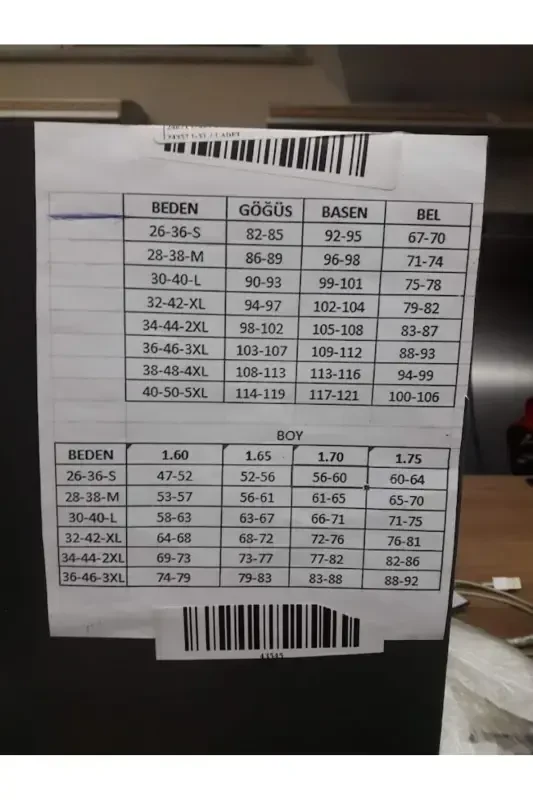 BEDEN GÖĞÜS BASEN BEL
26-36-S 82-85 92-95 67-70
28-38-M 86-89 96-98 71-74
30-40-L 90-93 99-101 75-78
32-42-XL 94-97 102-104 79-82
34-44-2XL 98-102 105-108 83-87
36-46-3XL 103-107 109-112 88-93
38-48-4XL 108-113 113-116 94-99
40-50-5XL 114-119 117-121 100-106
BOY
BEDEN 1.60 1.65 1.70 1.75
26-36-S 47-52 52-56 56-60 60-64
28-38-M 53-57 56-61 61-65 65-70
30-40-L 58-63 63-67 66-71 71-75
32-42-XL 64-68 68-72 72-76 76-81
34-44-2XL 69-73 73-77 77-82 82-86
36-46-3XL 74-79 79-83 83-88 88-92